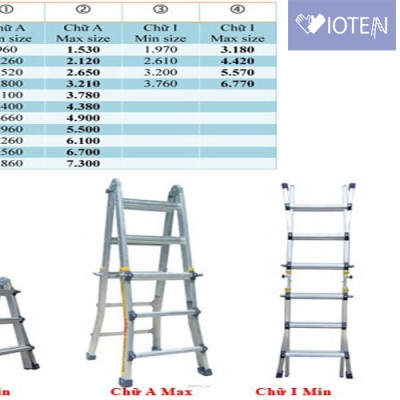 ① ② ③ ④
Chữ A Chữ I Chữ I
n size Max size Min size Max size
960 1.530 1.970 3.180
260 2.120 2.610 4.420
520 2.650 3.200 5.570
800 3.210 3.760 6.770
100 3.780
400 4.380
660 4.900
960 5.500
260 6.100
560 6.700
860 7.300
VIOTEN
in Chữ A Max Chữ I Min